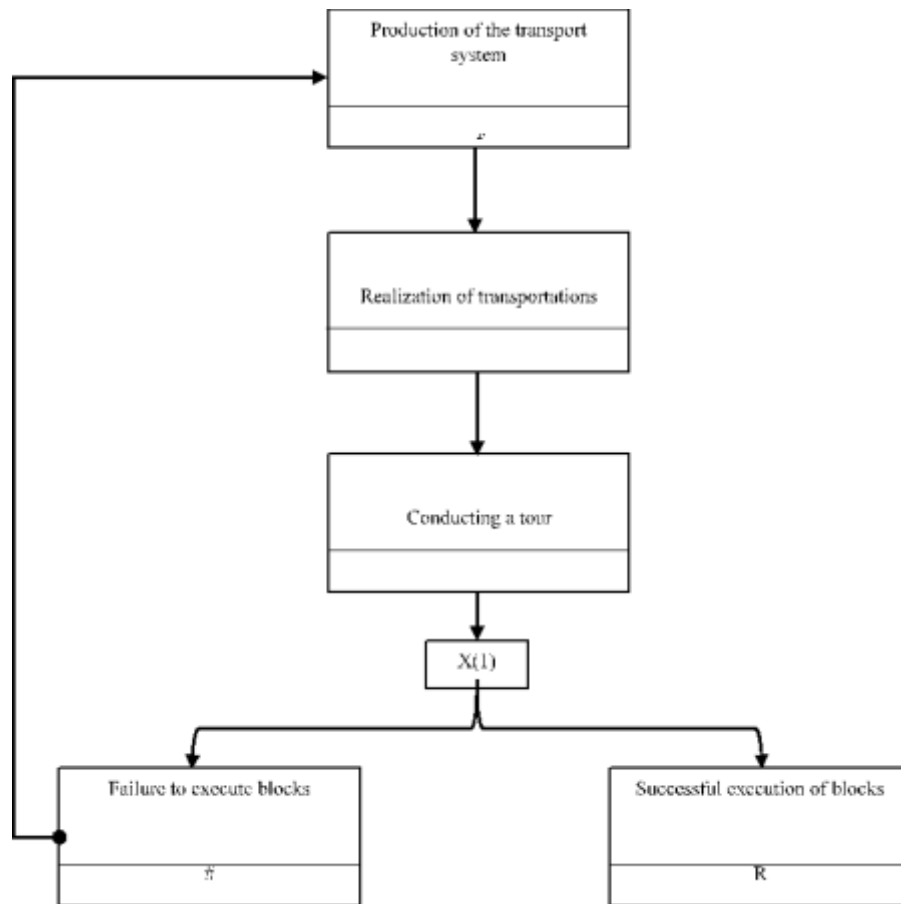 Production of the transport
system
Realization of transportations
Conducting a tour
X(1)
Failure to execute blocks
Successful execution of blocks
R